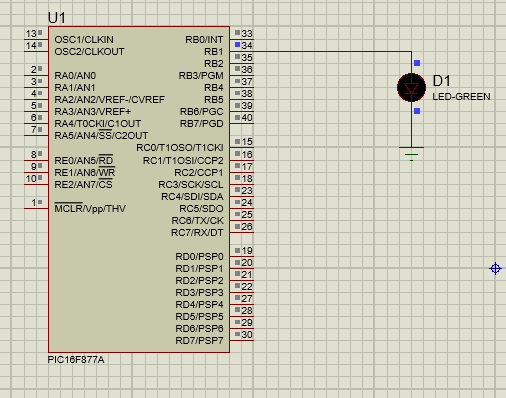 U1
13 OSC1/CLKIN RB0/INT 33
14 OSC2/CLKOUT RB1 34
RB2 35
2 RA0/AN0 RB3/PGM 36
3 RA1/AN1 RB4 37
4 RA2/AN2/VREF-/CVREF RB5 38
5 RA3/AN3/VREF+ RB6/PGC 39
6 RA4/T0CKI/C1OUT RB7/PGD 40
7 RA5/AN4/SS/C2OUT
RC0/T1OSO/T1CKI 15
8 RE0/AN5/RD RC1/T1OSI/CCP2 16
9 RE1/AN6/WR RC2/CCP1 17
10 RE2/AN7/CS RC3/SCK/SCL 18
RC4/SDI/SDA 23
1 MCLR/Vpp/THV RC5/SDO 24
RC6/TX/CK 25
RC7/RX/DT 26
RD0/PSP0 19
RD1/PSP1 20
RD2/PSP2 21
RD3/PSP3 22
RD4/PSP4 27
RD5/PSP5 28
RD6/PSP6 29
RD7/PSP7 30
PIC16F877A
D1
LED-GREEN